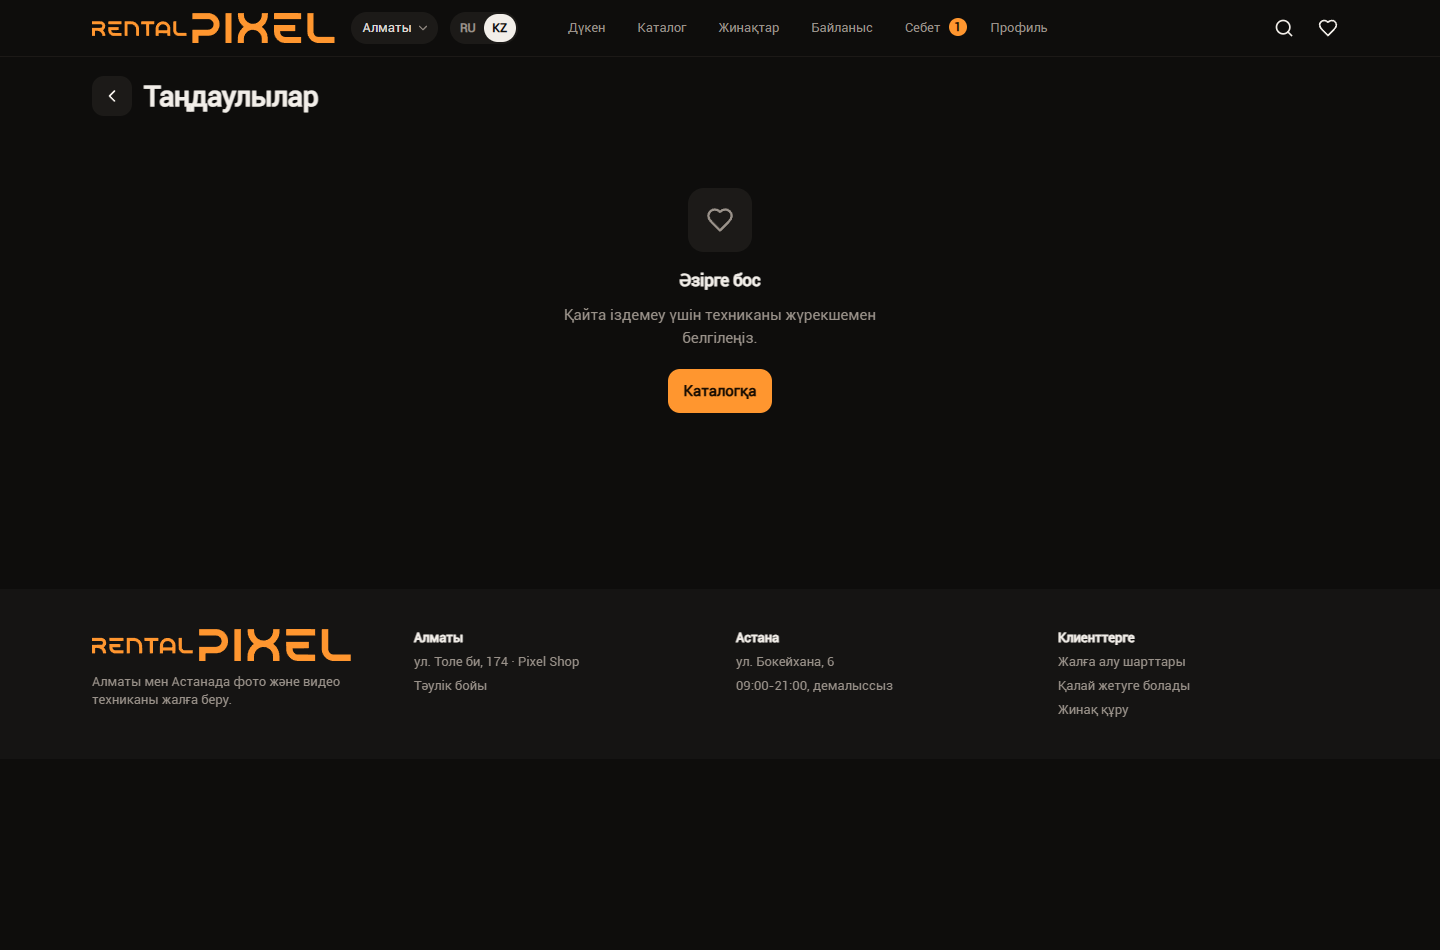 RENTAL PIXEL
Алматы
RU KZ
Дүкен
Каталог
Жинақтар
Байланыс
Себет 1
Профиль
Таңдаулылар
Әзірге бос
Қайта іздемеу үшін техниканы жүрекшемен
белгілеңіз.
Каталогқа
RENTAL PIXEL
Алматы мен Астанада фото және видео
техниканы жалға беру.
Алматы
ул. Толе би, 174 · Pixel Shop
Тәулік бойы
Астана
ул. Бокейхана, 6
09:00-21:00, демалыссыз
Клиенттерге
Жалға алу шарттары
Қалай жетуге болады
Жинақ құру